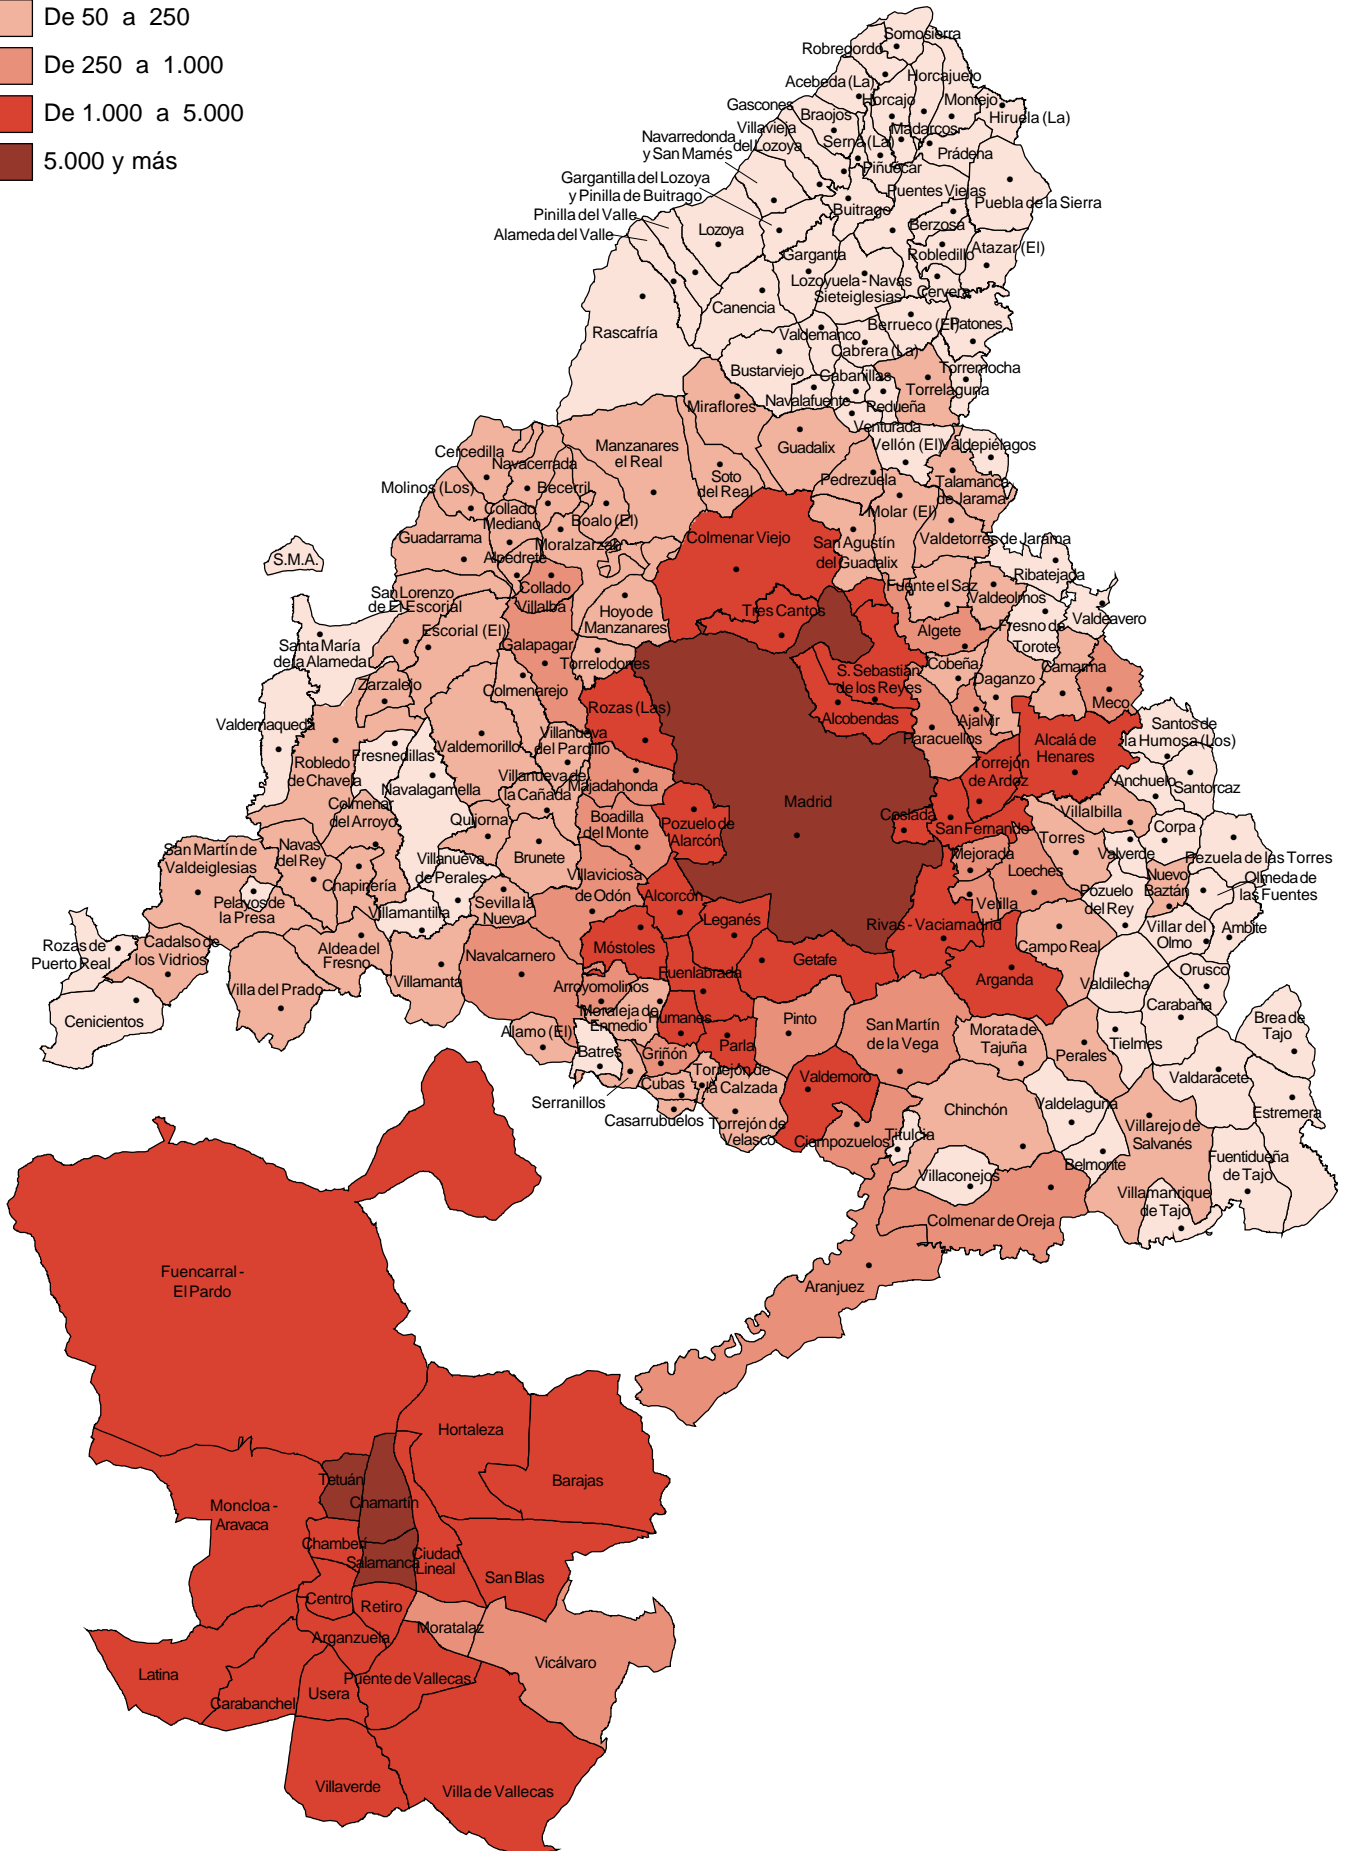 De 50 a 250
De 250 a 1.000
De 1.000 a 5.000
5.000 y más
Somosierra
Robregordo
Horcajuelo
Acebeda (La)
Horcajo
Montejo
Gascones
Braojos
Hiruela (La)
Villavieja
del Lozoya
Madarcos
Navarredonda
y San Mamés
Serna (La)
Prádena
Piñuecar
Gargantilla del Lozoya
y Pinilla de Buitrago
Puentes Viejas
Puebla de la Sierra
Pinilla del Valle
Buitrago
Alameda del Valle
Lozoya
Berzosa
Garganta
Robledillo
Atazar (El)
Lozoyuela - Navas
Sieteiglesias
Cervera
Canencia
Rascafría
Valdemanco
Berrueco (El)
Patones
Cabrera (La)
Bustarviejo
Cabanillas
Torremocha
Torrelaguna
Navalafuente
Redueña
Miraflores
Venturada
Guadalix
Vellón (El)
Valdepiélagos
Manzanares
el Real
Cercedilla
Navacerrada
Soto
del Real
Pedrezuela
Talamanca
de Jarama
Molinos (Los)
Becerril
Collado
Mediano
Boalo (El)
Molar (El)
Guadarrama
Moralzarzal
Colmenar Viejo
San Agustín
del Guadalix
Valdetorres de Jarama
Alpedrete
S.M.A.
Ribatejada
Collado
Villalba
Fuente el Saz
Valdeolmos
San Lorenzo
de El Escorial
Hoyo de
Manzanares
Tres Cantos
Valdeavero
Fresno de
Torote
Escorial (El)
Algete
Santa María
de la Alameda
Galapagar
Torrelodones
Cobeña
Camarma
S. Sebastián
de los Reyes
Daganzo
Zarzalejo
Colmenarejo
Meco
Rozas (Las)
Alcobendas
Ajalvir
Valdemaqueda
Santos de
la Humosa (Los)
Paracuellos
Villanueva
del Pardillo
Valdemorillo
Fresnedillas
Alcalá de
Henares
Robledo
de Chavela
Torrejón
de Ardoz
Villanueva de
la Cañada
Majadahonda
Anchuelo
Santorcaz
Navalagamella
Madrid
Colmenar
del Arroyo
Villalbilla
Quijorna
Boadilla
del Monte
Pozuelo de
Alarcón
Coslada
San Fernando
Corpa
Torres
Navas
del Rey
San Martín de
Valdeiglesias
Brunete
Mejorada
Valverde
Villanueva
de Perales
Pezuela de las Torres
Loeches
Nuevo
Baztán
Olmeda de
las Fuentes
Chapinería
Villaviciosa
de Odón
Pelayos de
la Presa
Sevilla la
Nueva
Alcorcón
Velilla
Pozuelo
del Rey
Villamantilla
Leganés
Rivas - Vaciamadrid
Villar del
Olmo
Ambite
Rozas de
Puerto Real
Cadalso de
los Vidrios
Aldea del
Fresno
Móstoles
Campo Real
Navalcarnero
Getafe
Orusco
Villa del Prado
Villamanta
Fuenlabrada
Arganda
Valdilecha
Arroyomolinos
Carabaña
Cenicientos
Moraleja de
Enmedio
Humanes
Pinto
San Martín
de la Vega
Morata de
Tajuña
Brea de
Tajo
Alamo (El)
Parla
Tielmes
Batres
Griñón
Perales
Torrejón de
la Calzada
Valdemoro
Valdaracete
Cubas
Serranillos
Chinchón
Valdelaguna
Estremera
Casarrubuelos
Torrejón de
Velasco
Ciempozuelos
Titulcia
Villarejo de
Salvanés
Fuentidueña
de Tajo
Belmonte
Villaconejos
Villamanrique
de Tajo
Colmenar de Oreja
Aranjuez
Fuencarral -
El Pardo
Hortaleza
Tetuán
Barajas
Chamartín
Moncloa -
Aravaca
Chamberí
Salamanca
Ciudad
Lineal
San Blas
Centro
Retiro
Moratalaz
Arganzuela
Vicálvaro
Latina
Puente de Vallecas
Carabanchel
Usera
Villaverde
Villa de Vallecas